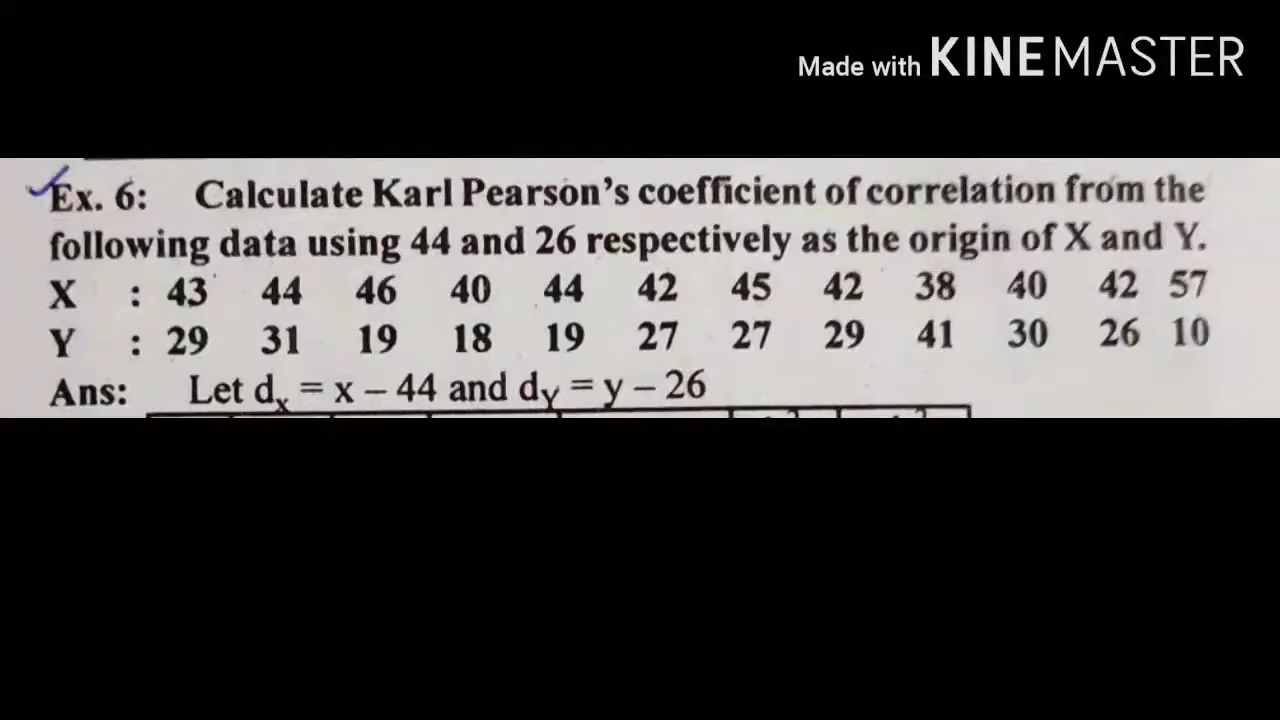 Made with KINEMASTER
Ex. 6: Calculate Karl Pearson's coefficient of correlation from the
following data using 44 and 26 respectively as the origin of X and Y.
X : 43 44 46 40 44 42 45 42 38 40 42 57
Y : 29 31 19 18 19 27 27 29 41 30 26 10
Ans: Let dₓ = x – 44 and dY = y – 26